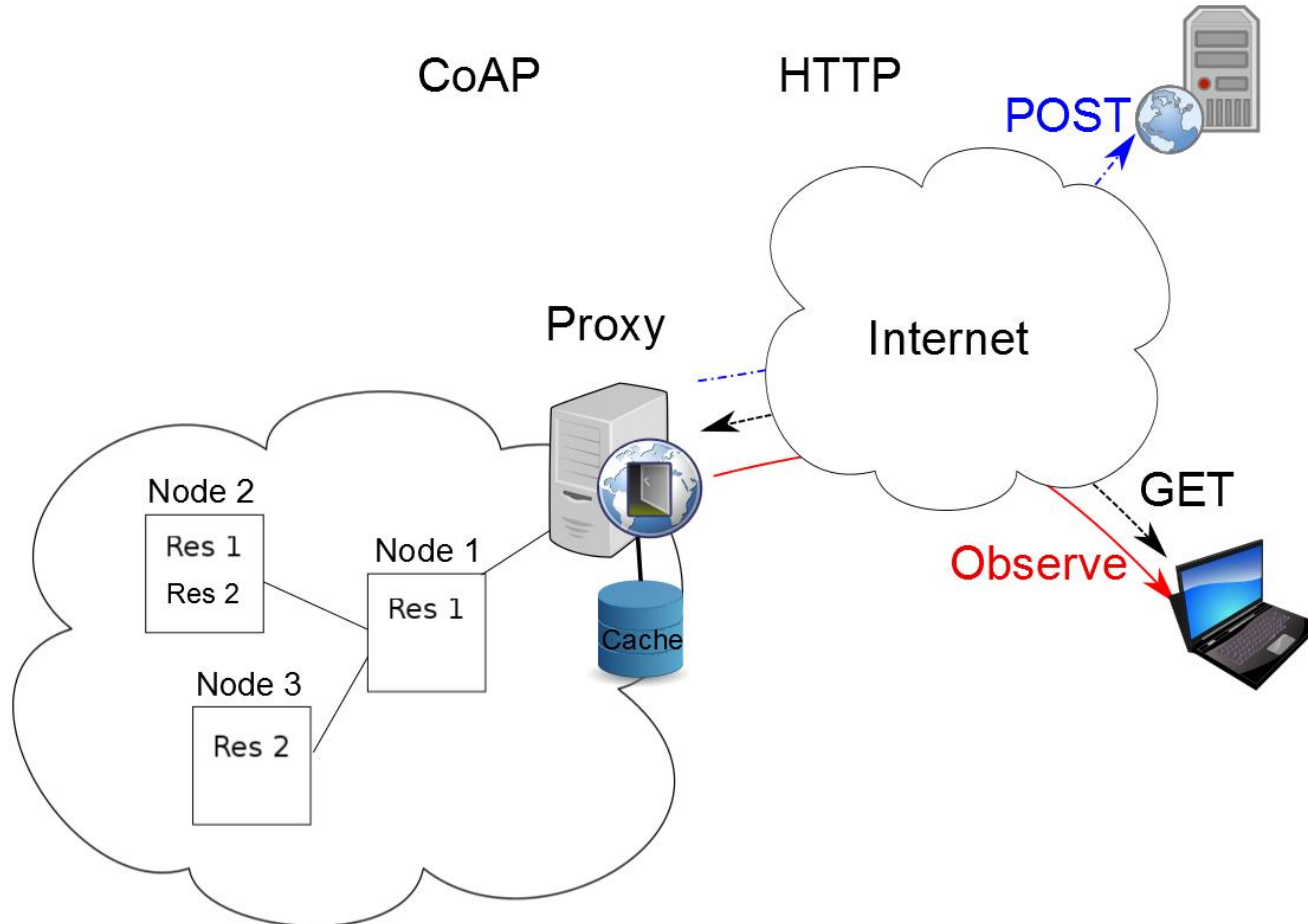 CoAP
HTTP
POST
Proxy
Internet
Node 2
Res 1
Res 2
Node 1
Res 1
Cache
Node 3
Res 2
GET
Observe